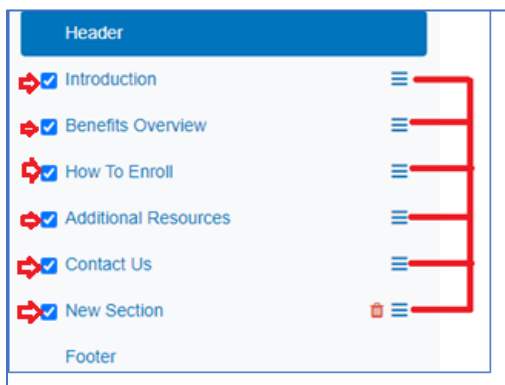 Header
Introduction
Benefits Overview
How To Enroll
Additional Resources
Contact Us
New Section
Footer